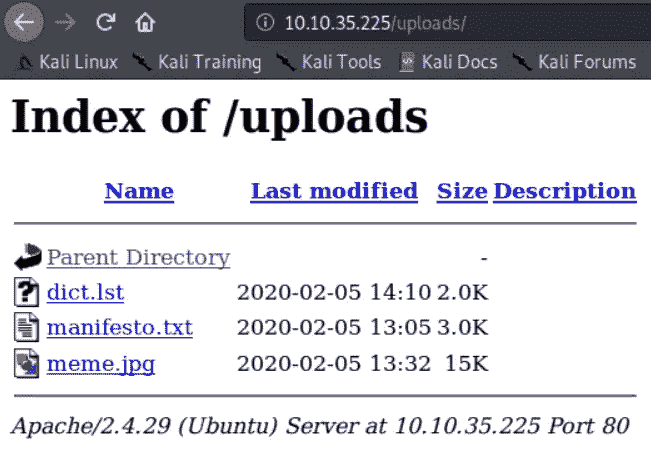 10.10.35.225/uploads/
Kali Linux Kali Training Kali Tools Kali Docs Kali Forums
Index of /uploads
Name Last modified Size Description
Parent Directory -
dict.lst 2020-02-05 14:10 2.0K
manifesto.txt 2020-02-05 13:05 3.0K
meme.jpg 2020-02-05 13:32 15K
Apache/2.4.29 (Ubuntu) Server at 10.10.35.225 Port 80